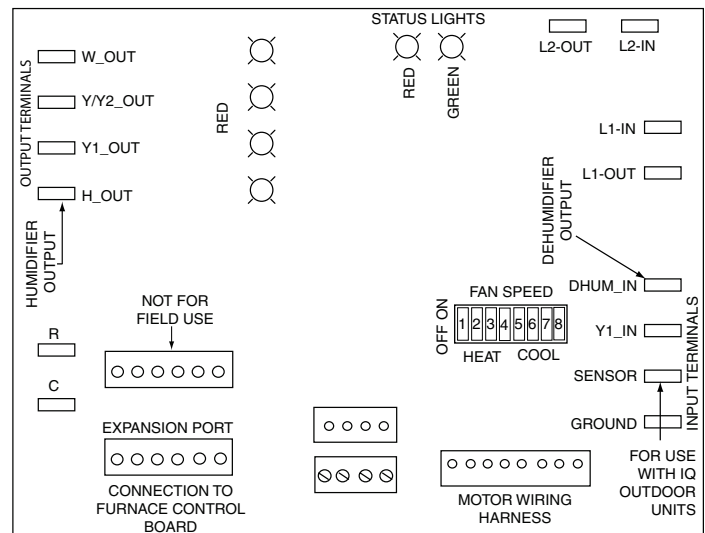 STATUS LIGHTS
RED
GREEN
L2-OUT
L2-IN
OUTPUT TERMINALS
W_OUT
Y/Y2_OUT
Y1_OUT
H_OUT
RED
HUMIDIFIER
OUTPUT
L1-IN
L1-OUT
DEHUMIDIFIER
OUTPUT
DHUM_IN
Y1_IN
SENSOR
GROUND
INPUT TERMINALS
FOR USE
WITH IQ
OUTDOOR
UNITS
FAN SPEED
OFF ON
1 2 3 4 5 6 7 8
HEAT COOL
R
C
NOT FOR
FIELD USE
EXPANSION PORT
CONNECTION TO
FURNACE CONTROL
BOARD
MOTOR WIRING
HARNESS